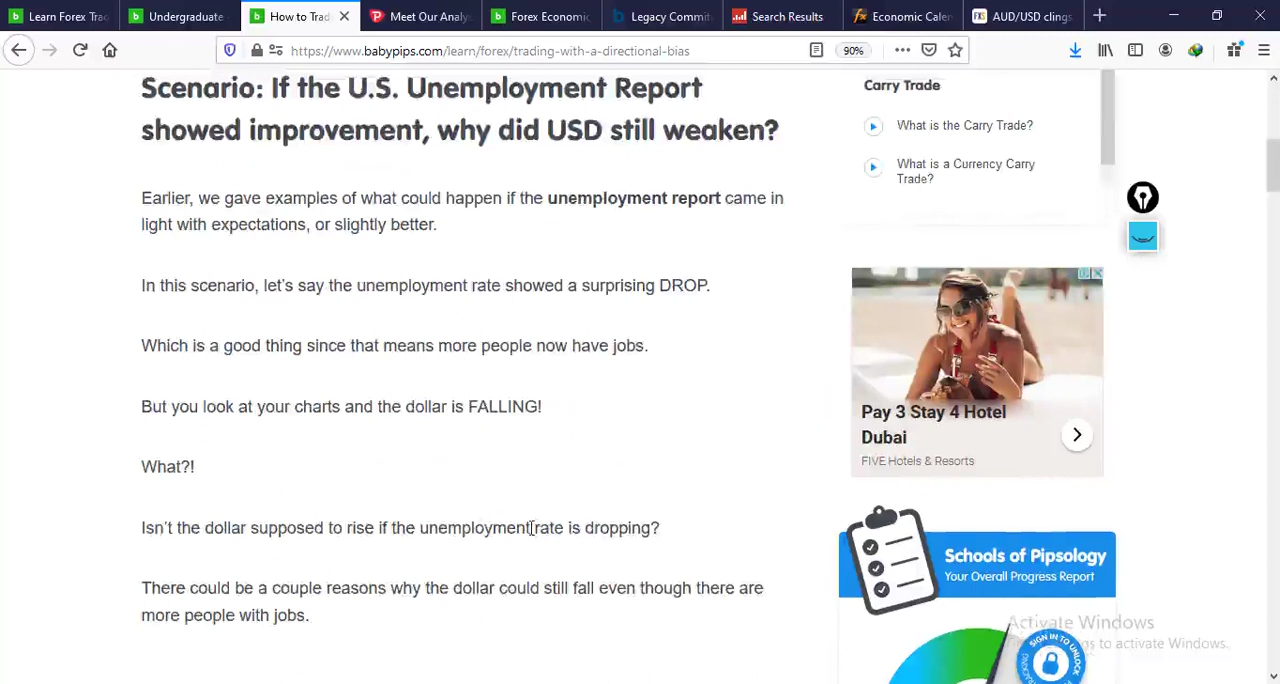 Learn Forex Tra
Undergraduate
How to Trad
Meet Our Analy
Forex Economic
Legacy Commit
Search Results
Economic Cale
AUD/USD clings
https://www.babypips.com/learn/forex/trading-with-a-directional-bias
90%
Scenario: If the U.S. Unemployment Report
showed improvement, why did USD still weaken?
Earlier, we gave examples of what could happen if the unemployment report came in
light with expectations, or slightly better.
In this scenario, let's say the unemployment rate showed a surprising DROP.
Which is a good thing since that means more people now have jobs.
But you look at your charts and the dollar is FALLING!
What?!
Isn't the dollar supposed to rise if the unemployment rate is dropping?
There could be a couple reasons why the dollar could still fall even though there are
more people with jobs.
Carry Trade
What is the Carry Trade?
What is a Currency Carry
Trade?
Pay 3 Stay 4 Hotel
Dubai
FIVE Hotels & Resorts
Schools of Pipsology
Your Overall Progress Report
SIGN IN TO UNLOCK
Activate Windows
to activate Windows.